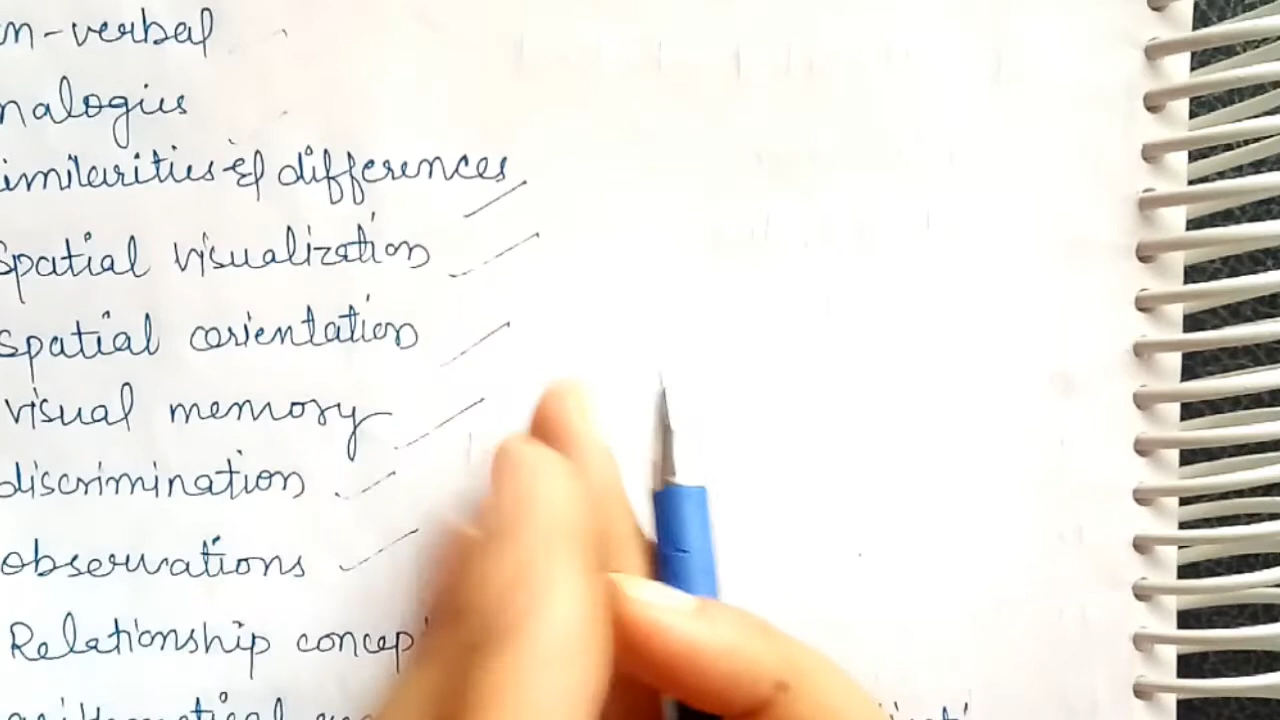 n-verbal
nalogies
imilarities & differences
spatial visualization
spatial orientation
visual memory
discrimination
observations
Relationship concep